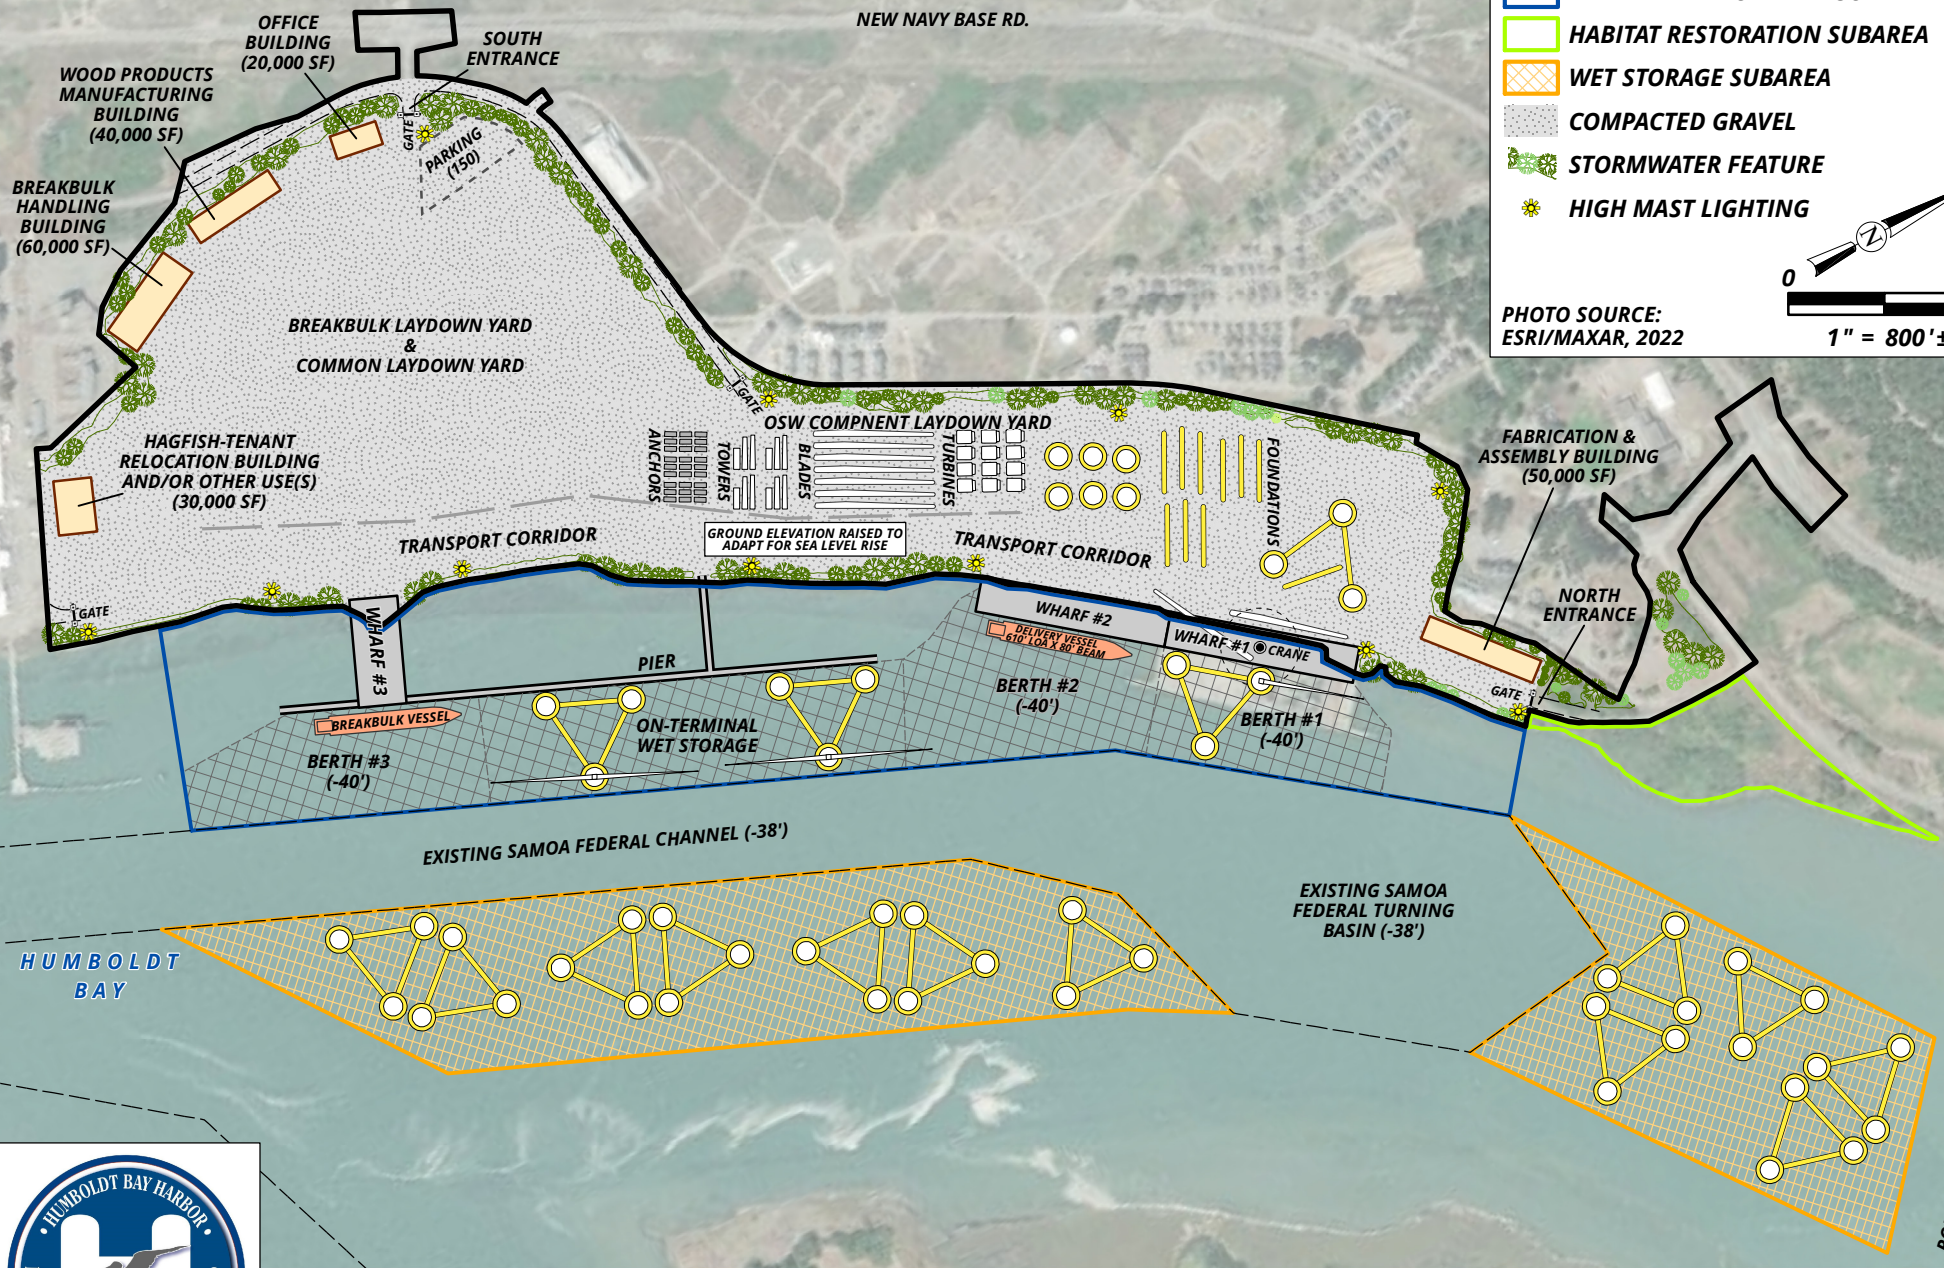 NEW NAVY BASE RD.
OFFICE
BUILDING
(20,000 SF)
SOUTH
ENTRANCE
WOOD PRODUCTS
MANUFACTURING
BUILDING
(40,000 SF)
GATE
PARKING
(150)
BREAKBULK
HANDLING
BUILDING
(60,000 SF)
BREAKBULK LAYDOWN YARD
&
COMMON LAYDOWN YARD
HABITAT RESTORATION SUBAREA
WET STORAGE SUBAREA
COMPACTED GRAVEL
STORMWATER FEATURE
HIGH MAST LIGHTING
N
0
PHOTO SOURCE:
ESRI/MAXAR, 2022
1" = 800'±
GATE
OSW COMPNENT LAYDOWN YARD
ANCHORS
TOWERS
BLADES
TURBINES
FOUNDATIONS
HAGFISH-TENANT
RELOCATION BUILDING
AND/OR OTHER USE(S)
(30,000 SF)
FABRICATION &
ASSEMBLY BUILDING
(50,000 SF)
TRANSPORT CORRIDOR
GROUND ELEVATION RAISED TO
ADAPT FOR SEA LEVEL RISE
TRANSPORT CORRIDOR
GATE
NORTH
ENTRANCE
WHARF #3
WHARF #2
WHARF #1
CRANE
DELIVERY VESSEL
610' LOA X 80' BEAM
PIER
BREAKBULK VESSEL
ON-TERMINAL
WET STORAGE
BERTH #2
(-40')
BERTH #1
(-40')
GATE
BERTH #3
(-40')
EXISTING SAMOA FEDERAL CHANNEL (-38')
EXISTING SAMOA
FEDERAL TURNING
BASIN (-38')
HUMBOLDT
BAY
• HUMBOLDT BAY HARBOR •